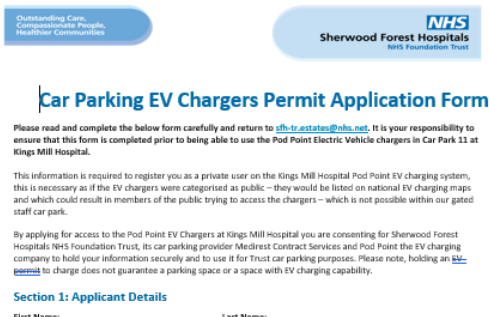 Outstanding Care,
Compassionate People,
Healthier Communities
NHS
Sherwood Forest Hospitals
NHS Foundation Trust
Car Parking EV Chargers Permit Application Form
Please read and complete the below form carefully and return to sfh-tr.estates@nhs.net. It is your responsibility to
ensure that this form is completed prior to being able to use the Pod Point Electric Vehicle chargers in Car Park 11 at
Kings Mill Hospital.
This information is required to register you as a private user on the Kings Mill Hospital Pod Point EV charging system,
this is necessary as if the EV chargers were categorised as public – they would be listed on national EV charging maps
and which could result in members of the public trying to access the chargers – which is not possible within our gated
staff car park.
By applying for access to the Pod Point EV Chargers at Kings Mill Hospital you are consenting for Sherwood Forest
Hospitals NHS Foundation Trust, its car parking provider Medirest Contract Services and Pod Point the EV charging
company to hold your information securely and to use it for Trust car parking purposes. Please note, holding an EV
permit to charge does not guarantee a parking space or a space with EV charging capability.
Section 1: Applicant Details
First Name:
Last Name: